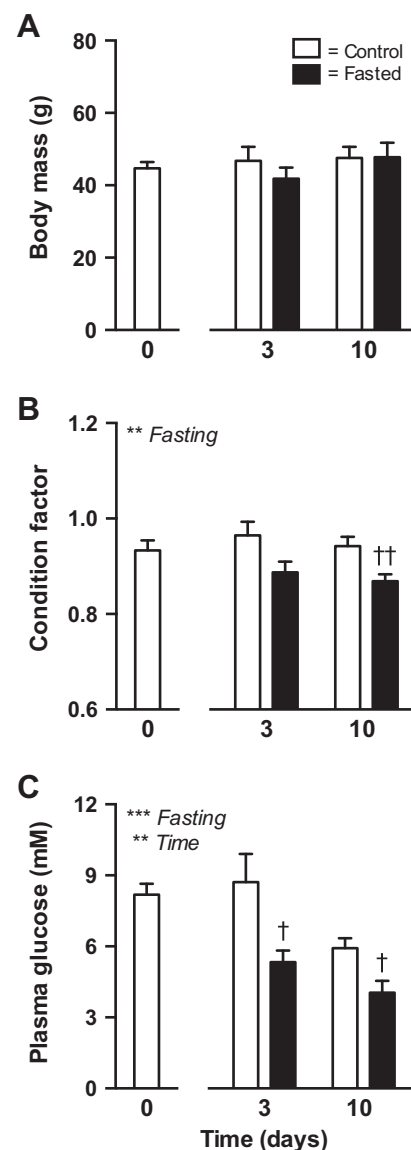 A
= Control
= Fasted
Body mass (g)
80
60
40
20
0
0 3 10
B
** Fasting
Condition factor
1.2
1.0
0.8
0.6
††
0 3 10
C
*** Fasting
** Time
Plasma glucose (mM)
12
9
6
3
0
†
†
0 3 10
Time (days)